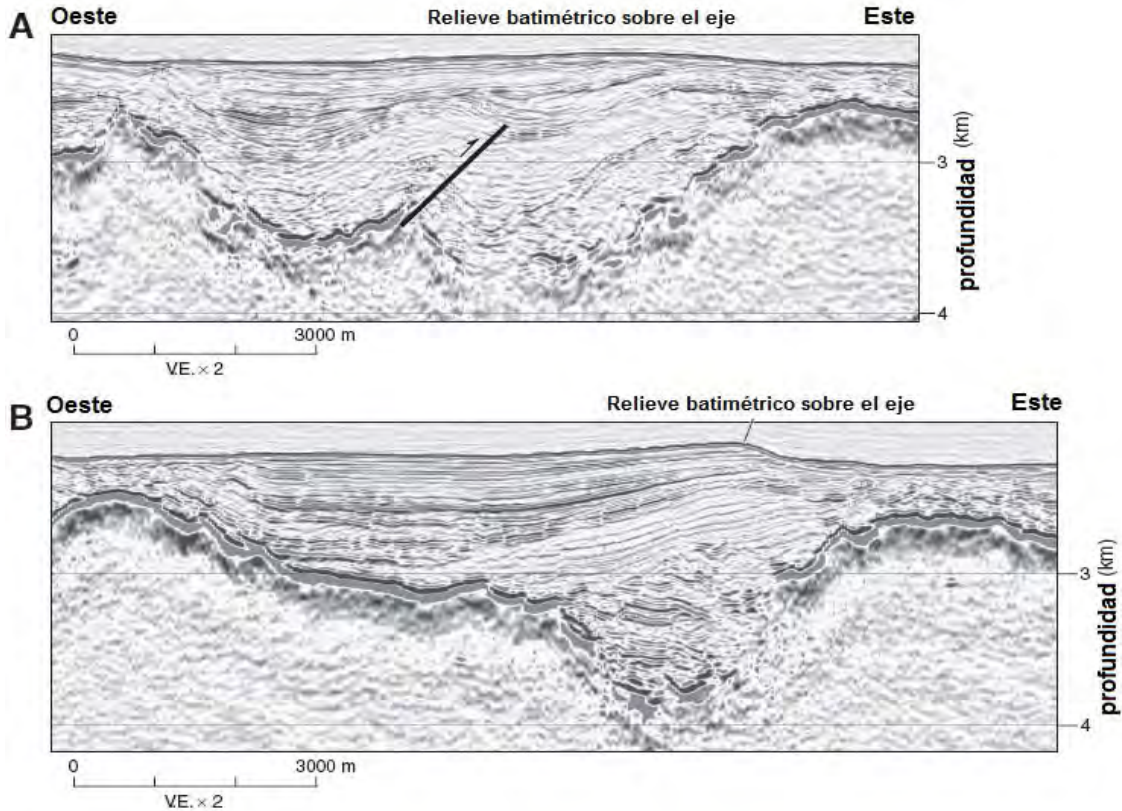 A
Oeste
Relieve batimétrico sobre el eje
Este
3
4
profundidad (km)
0
3000 m
V.E. × 2
B
Oeste
Relieve batimétrico sobre el eje
Este
3
4
profundidad (km)
0
3000 m
V.E. × 2